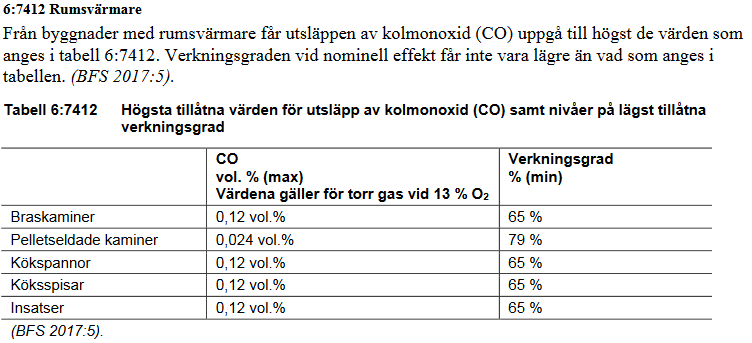 6:7412 Rumsvärmare
Från byggnader med rumsvärmare får utsläppen av kolmonoxid (CO) uppgå till högst de värden som
anges i tabell 6:7412. Verkningsgraden vid nominell effekt får inte vara lägre än vad som anges i
tabellen. (BFS 2017:5).
Tabell 6:7412 Högsta tillåtna värden för utsläpp av kolmonoxid (CO) samt nivåer på lägst tillåtna
verkningsgrad
CO Verkningsgrad
vol. % (max) % (min)
Värdena gäller för torr gas vid 13 % O₂
Braskaminer 0,12 vol.% 65 %
Pelletseldade kaminer 0,024 vol.% 79 %
Kökspannor 0,12 vol.% 65 %
Köksspisar 0,12 vol.% 65 %
Insatser 0,12 vol.% 65 %
(BFS 2017:5).